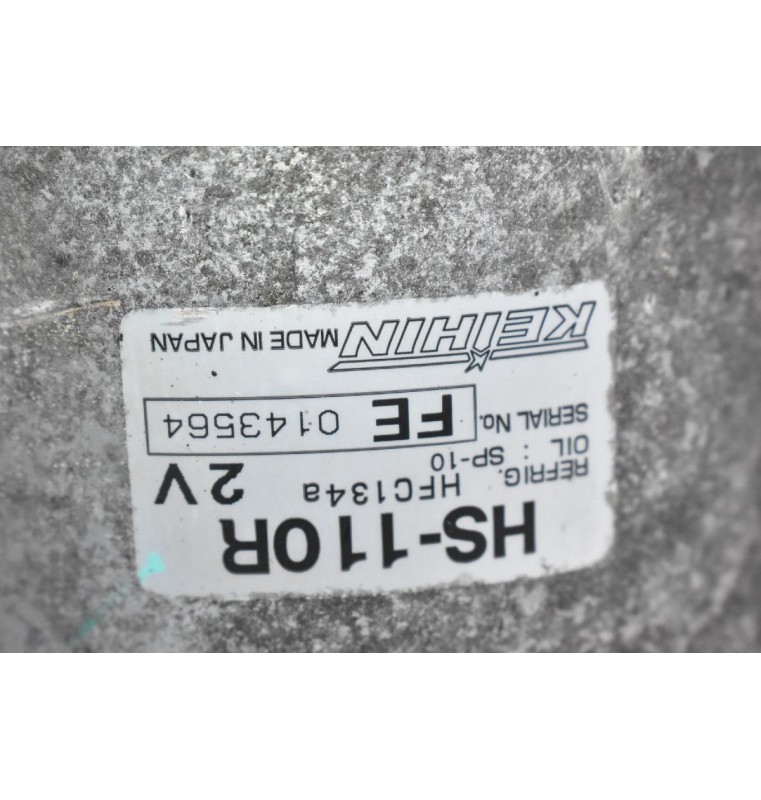 HS-110R
REFRIG. HFC134a 2V
OIL : SP-10
SERIAL No. FE 0143564
KEIHIN MADE IN JAPAN